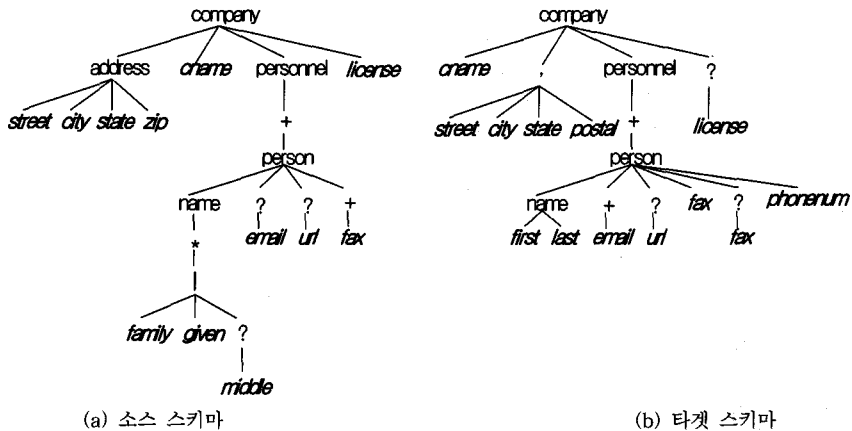 company
address cname personnel license
street city state zip
+
person
name ? ? +
email url fax
*
|
family given ?
middle
(a) 소스 스키마
company
cname , personnel ?
street city state postal
+
license
person
name + ? fax ? phonenum
first last email url fax
(b) 타겟 스키마